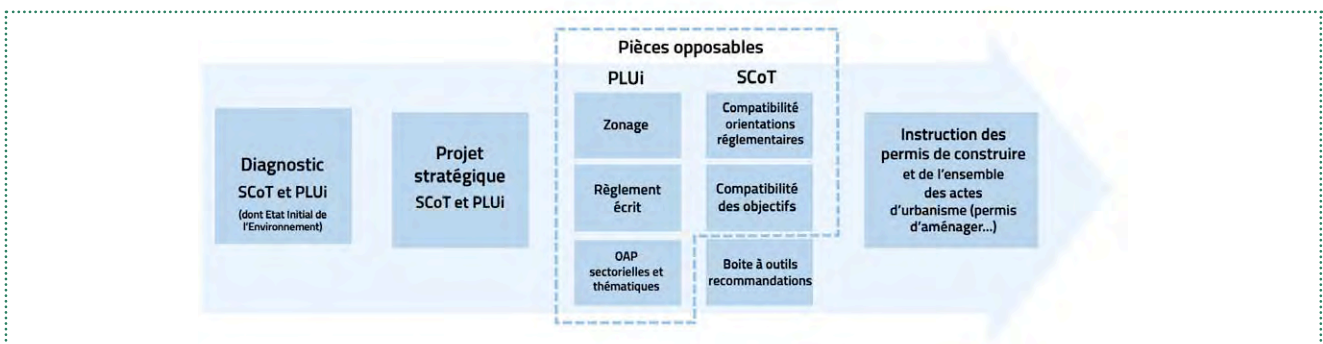 Pièces opposables
PLUi
SCoT
Diagnostic
SCoT et PLUi
(dont Etat Initial de
l'Environnement)
Projet
stratégique
SCoT et PLUi
Zonage
Règlement
écrit
OAP
sectorielles et
thématiques
Compatibilité
orientations
réglementaires
Compatibilité
des objectifs
Boite à outils
recommandations
Instruction des
permis de construire
et de l'ensemble
des actes
d'urbanisme (permis
d'aménager...)